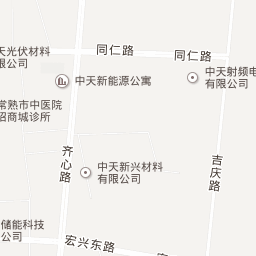 同仁路
同仁路
天光伏材料
限公司
中天射频电
有限公司
中天新能源公寓
常熟市中医院
招商城诊所
齐心路
中天新兴材料
有限公司
吉庆路
储能科技
公司
宏兴东路